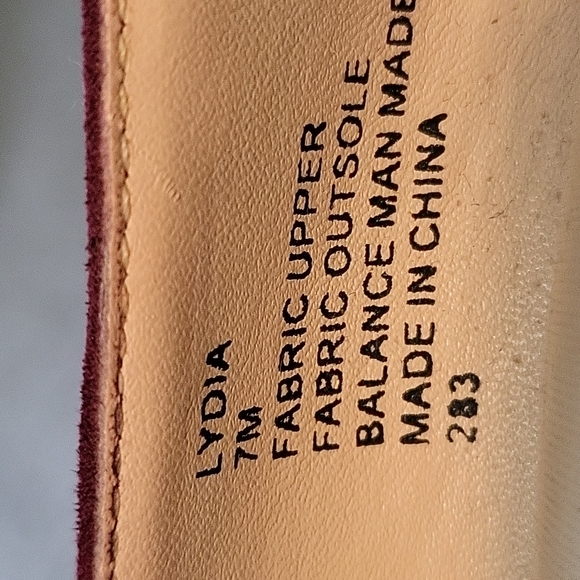 LYDIA
7M
FABRIC UPPER
FABRIC OUTSOLE
BALANCE MAN MADE
MADE IN CHINA
283